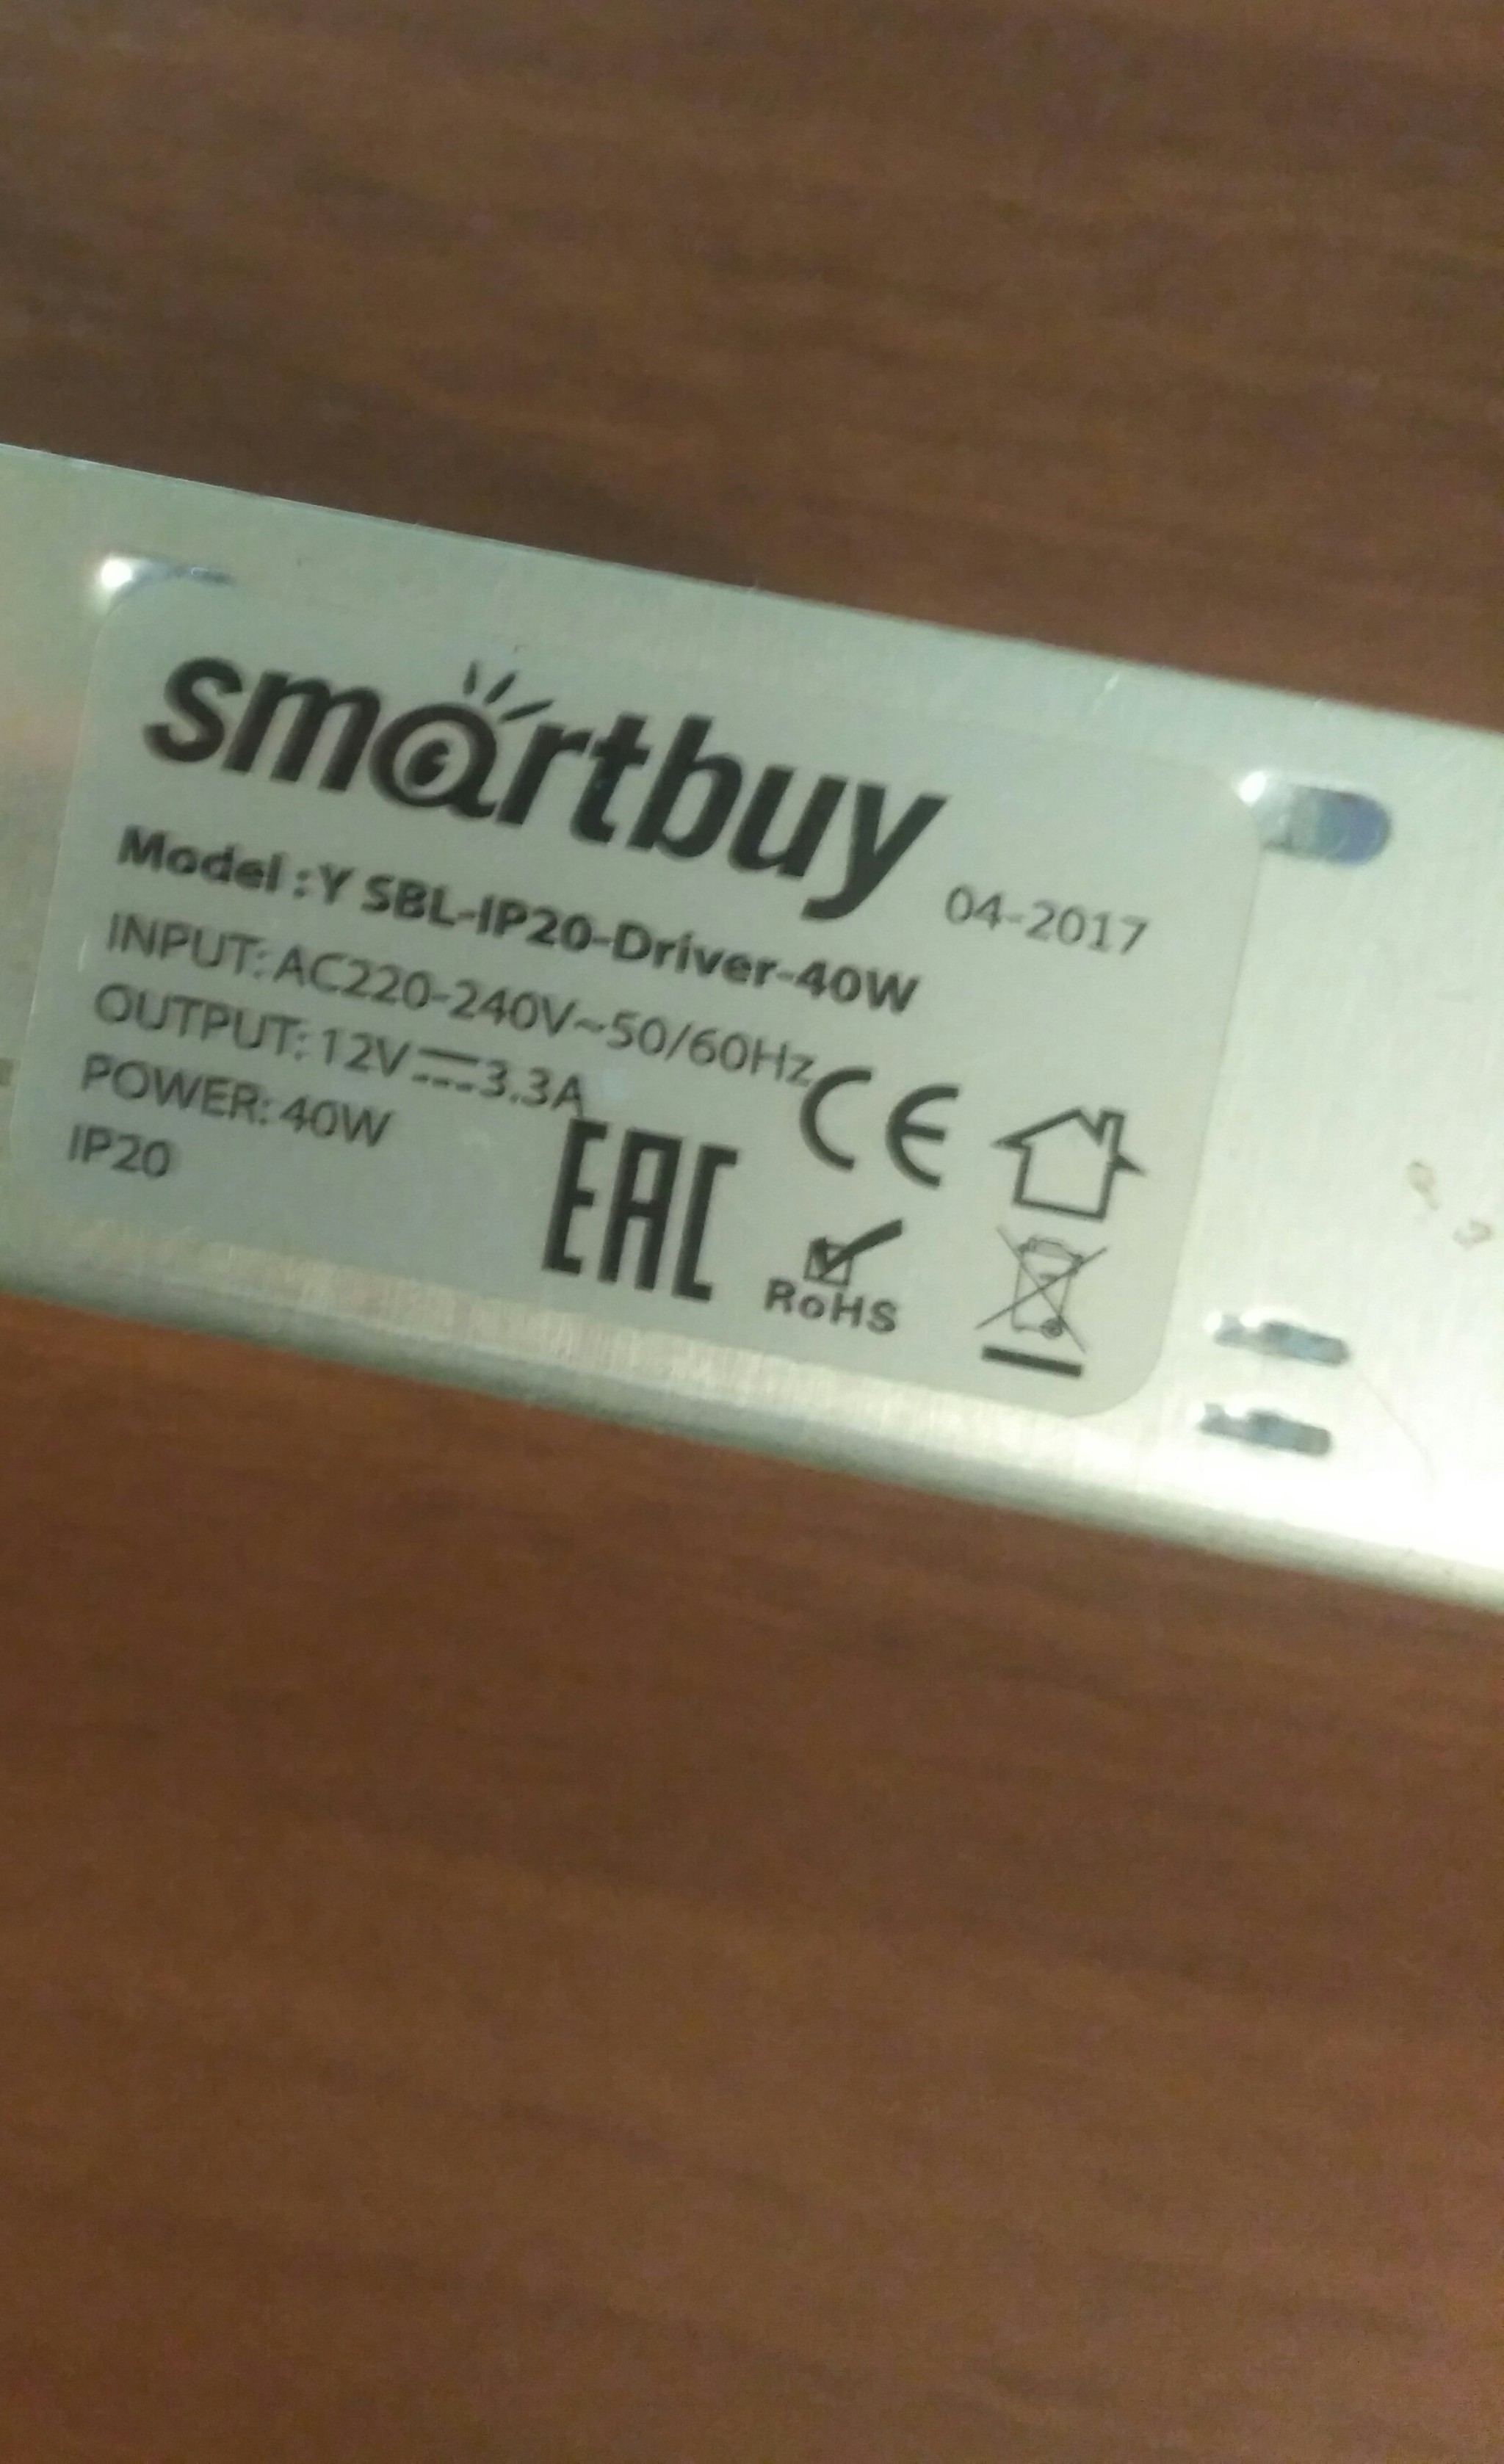 smartbuy 04-2017
Model :Y SBL-IP20-Driver-40W
INPUT: AC220-240V~50/60Hz
OUTPUT: 12V⎓3.3A
POWER: 40W
IP20
CE
EAC
RoHS